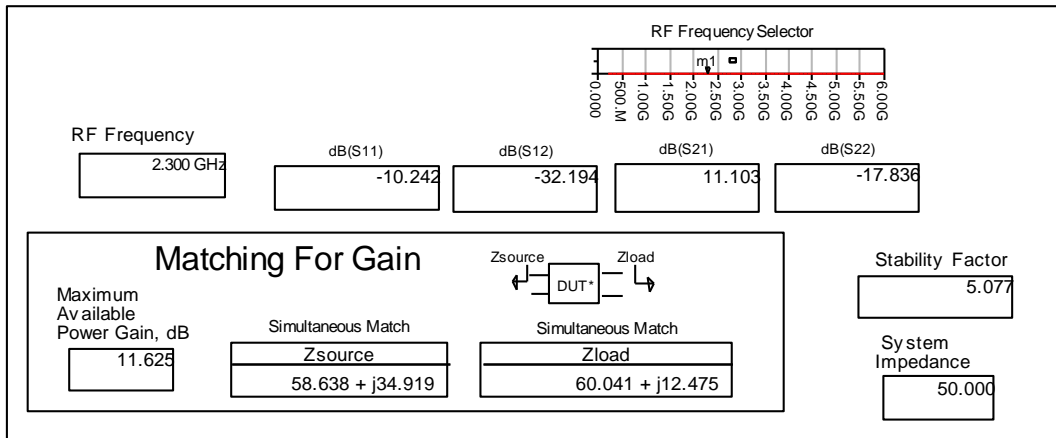 RF Frequency Selector
m1
0.000
500.M
1.00G
1.50G
2.00G
2.50G
3.00G
3.50G
4.00G
4.50G
5.00G
5.50G
6.00G
RF Frequency
2.300 GHz
dB(S11)
-10.242
dB(S12)
-32.194
dB(S21)
11.103
dB(S22)
-17.836
Matching For Gain
Zsource
DUT*
Zload
Maximum
Available
Power Gain, dB
11.625
Simultaneous Match
Zsource
58.638 + j34.919
Simultaneous Match
Zload
60.041 + j12.475
Stability Factor
5.077
System
Impedance
50.000